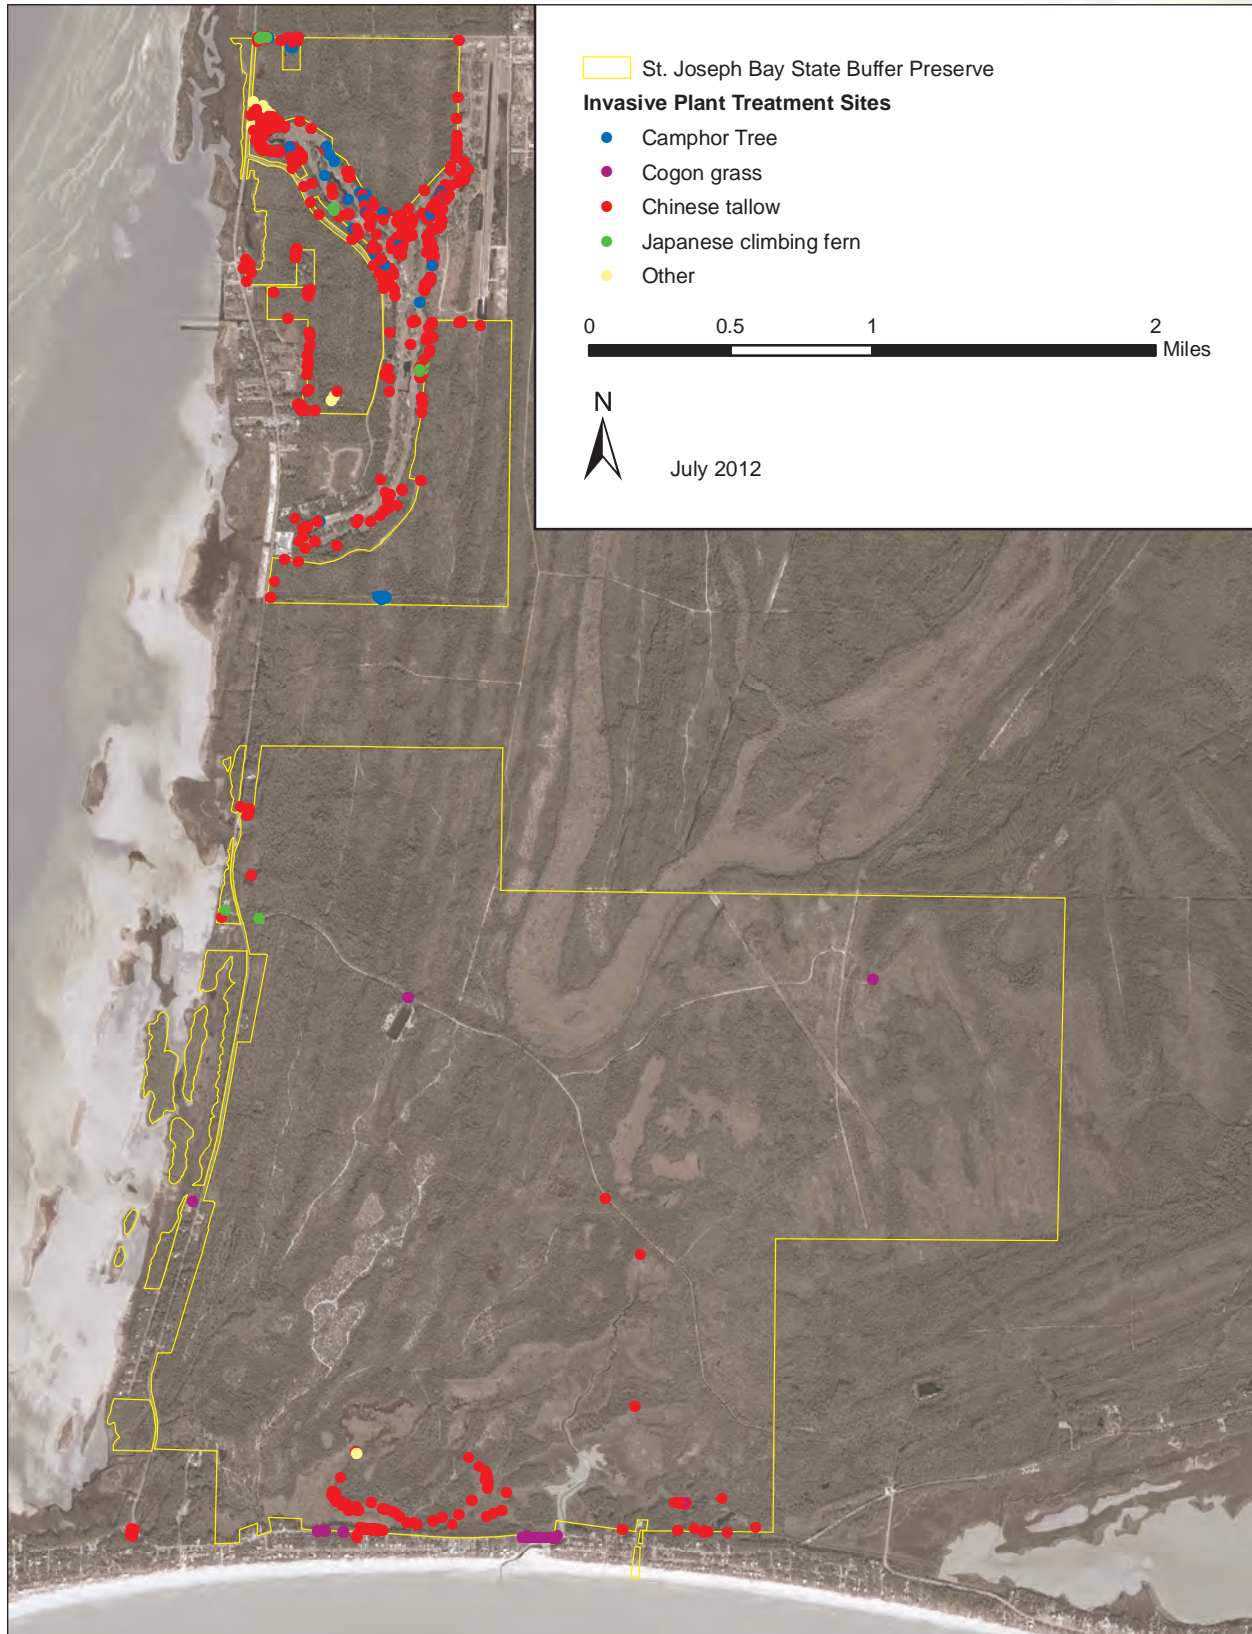 St. Joseph Bay State Buffer Preserve
Invasive Plant Treatment Sites
Camphor Tree
Cogon grass
Chinese tallow
Japanese climbing fern
Other
0 0.5 1 2
Miles
N
July 2012